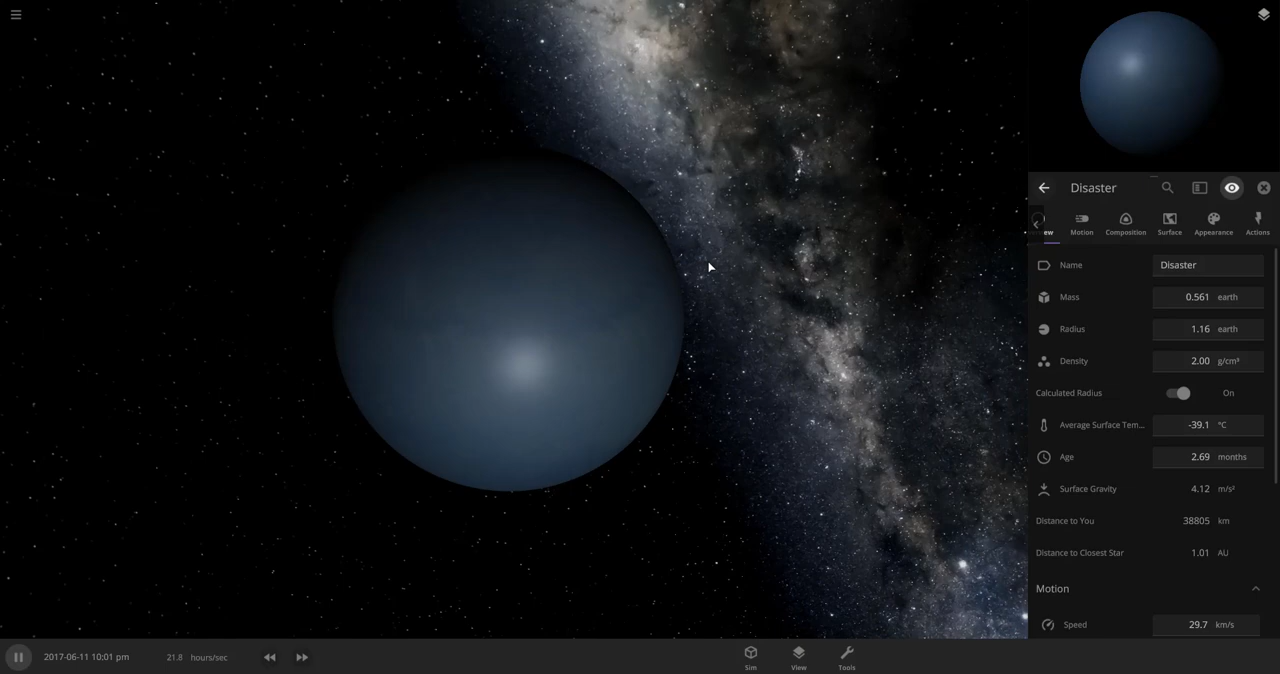 Disaster
ew Motion Composition Surface Appearance Actions
Name Disaster
Mass 0.561 earth
Radius 1.16 earth
Density 2.00 g/cm³
Calculated Radius On
Average Surface Tem... -39.1 °C
Age 2.69 months
Surface Gravity 4.12 m/s²
Distance to You 38805 km
Distance to Closest Star 1.01 AU
Motion
Speed 29.7 km/s
2017-06-11 10:01 pm 21.8 hours/sec Sim View Tools